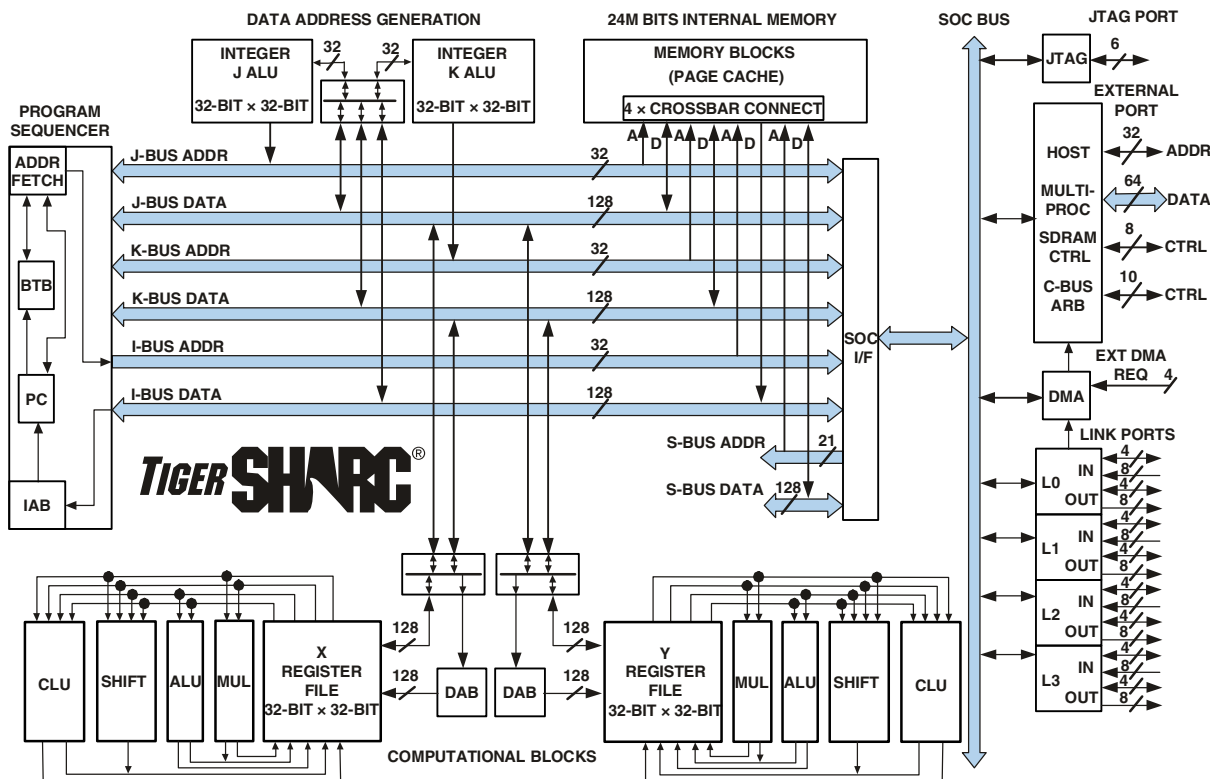 DATA ADDRESS GENERATION
24M BITS INTERNAL MEMORY
SOC BUS
JTAG PORT
INTEGER
J ALU
32-BIT × 32-BIT
32
32
INTEGER
K ALU
32-BIT × 32-BIT
MEMORY BLOCKS
(PAGE CACHE)
4 × CROSSBAR CONNECT
A D A D A D A D
JTAG
6
PROGRAM
SEQUENCER
ADDR
FETCH
BTB
PC
IAB
J-BUS ADDR
32
J-BUS DATA
128
K-BUS ADDR
32
K-BUS DATA
128
I-BUS ADDR
32
I-BUS DATA
128
S-BUS ADDR
21
S-BUS DATA
128
SOC
I/F
EXTERNAL
PORT
HOST
32
ADDR
MULTI-
PROC
64
DATA
SDRAM
CTRL
8
CTRL
C-BUS
ARB
10
CTRL
EXT DMA
REQ
4
DMA
LINK PORTS
L0
IN
OUT
4
8
4
8
L1
IN
OUT
4
8
4
8
L2
IN
OUT
4
8
4
8
L3
IN
OUT
4
8
4
8
TIGER SHARC®
CLU
SHIFT
ALU
MUL
X
REGISTER
FILE
32-BIT × 32-BIT
128
128
DAB
DAB
128
128
Y
REGISTER
FILE
32-BIT × 32-BIT
MUL
ALU
SHIFT
CLU
COMPUTATIONAL BLOCKS